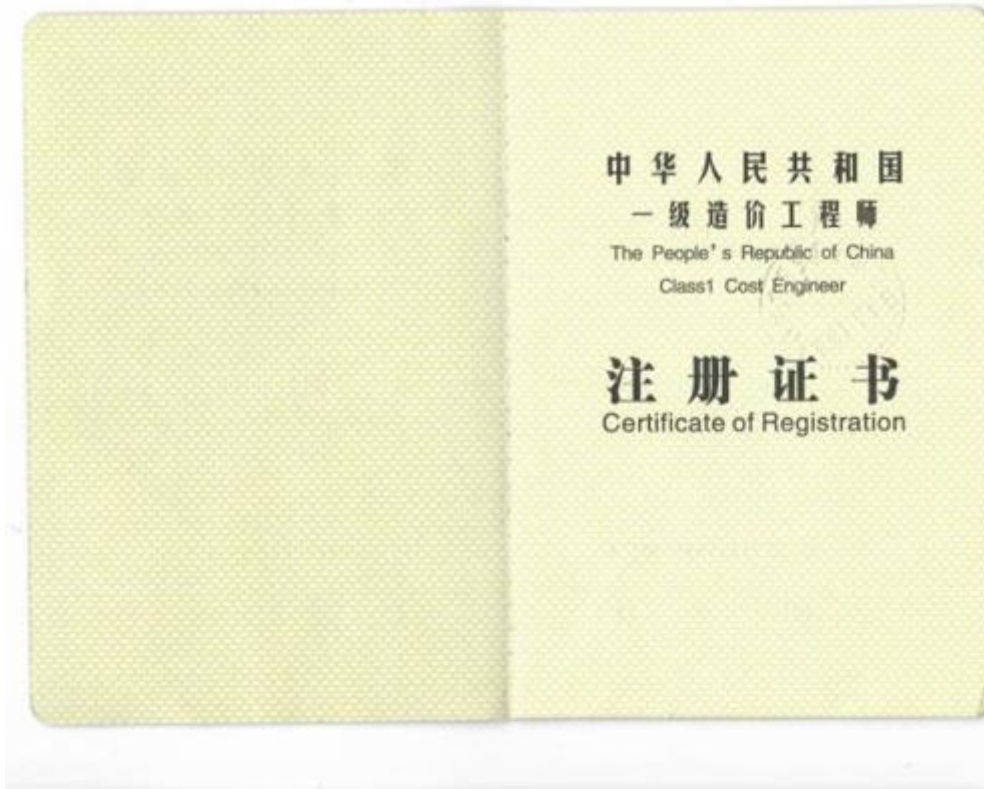 中华人民共和国
一级造价工程师
The People's Republic of China
Class1 Cost Engineer
注册证书
Certificate of Registration